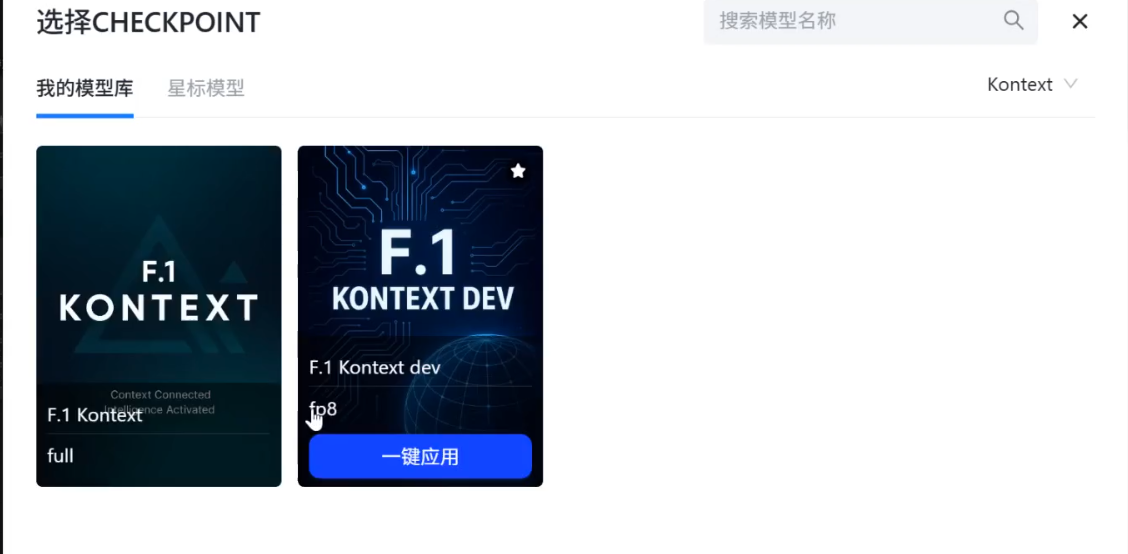 选择CHECKPOINT
搜索模型名称
我的模型库
星标模型
Kontext
F.1
KONTEXT
Context Connected
Intelligence Activated
F.1 Kontext
full
F.1
KONTEXT DEV
F.1 Kontext dev
fp8
一键应用